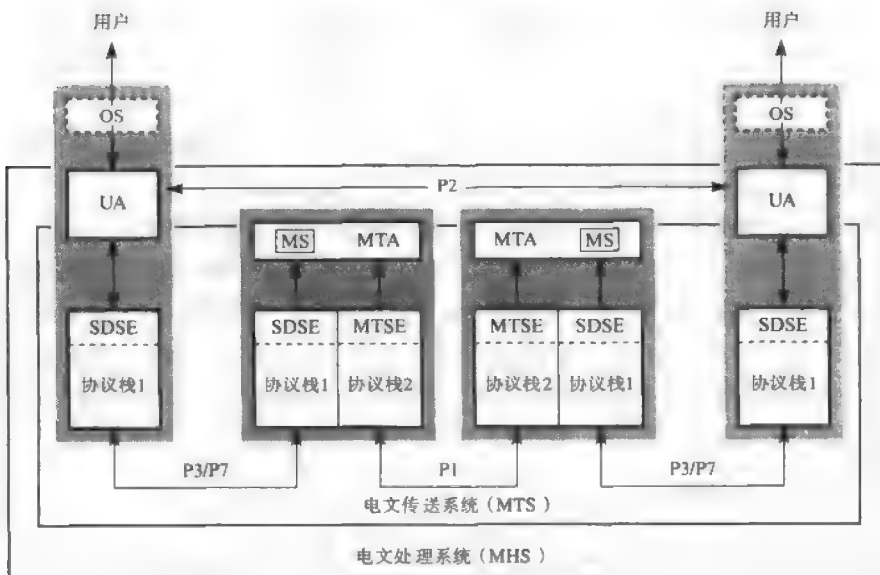 用户 用户
OS OS
P2
UA UA
MS MTA MTA MS
SDSE SDSE MTSE MTSE SDSE SDSE
协议栈1 协议栈1 协议栈2 协议栈2 协议栈1 协议栈1
P3/P7 P1 P3/P7
电文传送系统(MTS)
电文处理系统(MHS)